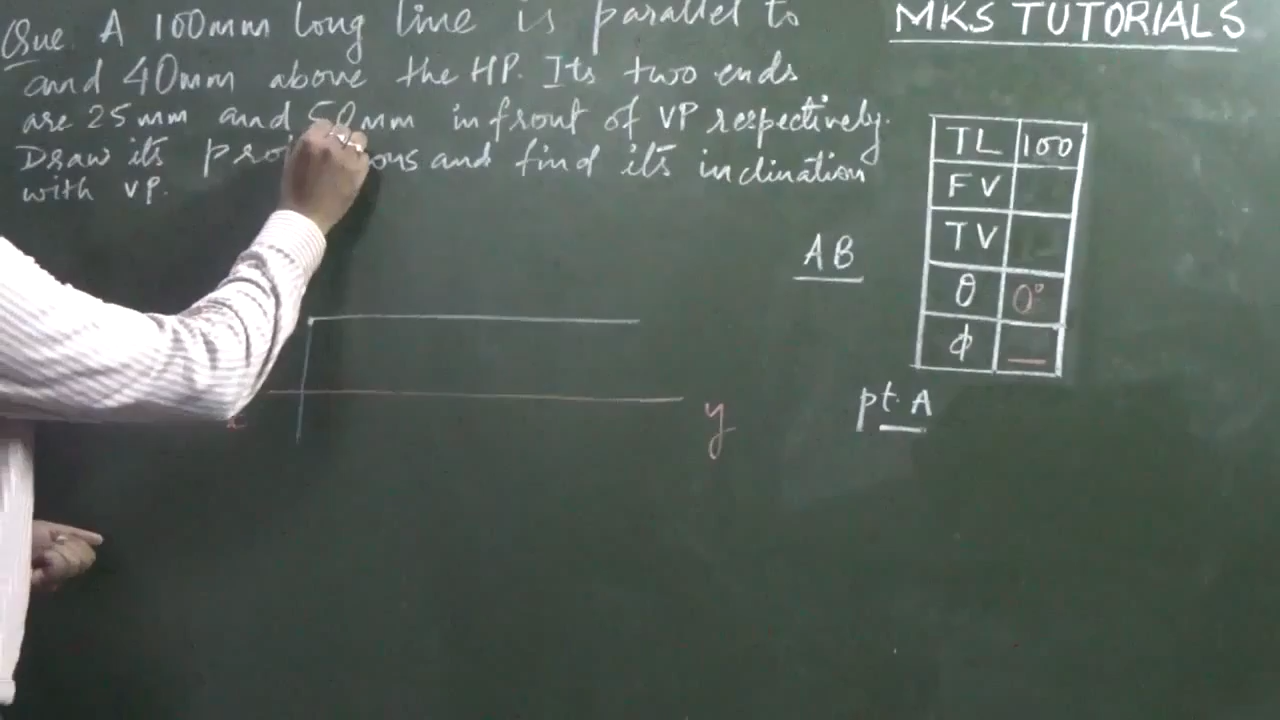 Que. A 100mm long line is parallel to
and 40mm above the HP. Its two ends
are 25mm and 50mm in front of VP respectively.
Draw its and find its inclination
with VP.
MKS TUTORIALS
TL 100
FV
TV
θ 0°
ϕ —
AB
pt. A
x y